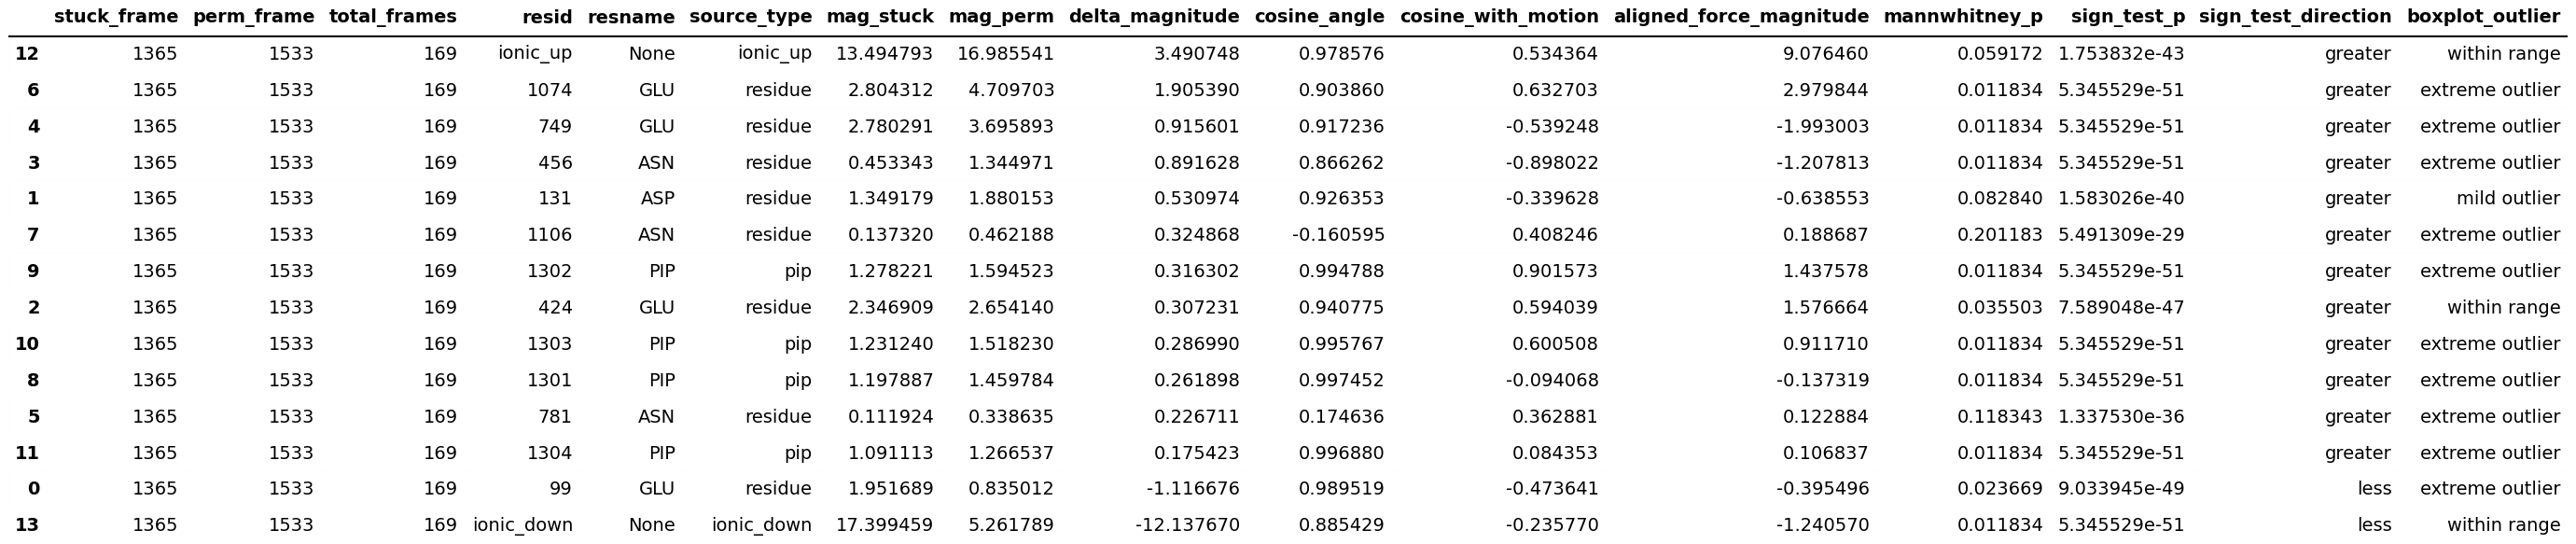 stuck_frame perm_frame total_frames resid resname source_type mag_stuck mag_perm delta_magnitude cosine_angle cosine_with_motion aligned_force_magnitude mannwhitney_p sign_test_p sign_test_direction boxplot_outlier
12 1365 1533 169 ionic_up None ionic_up 13.494793 16.985541 3.490748 0.978576 0.534364 9.076460 0.059172 1.753832e-43 greater within range
6 1365 1533 169 1074 GLU residue 2.804312 4.709703 1.905390 0.903860 0.632703 2.979844 0.011834 5.345529e-51 greater extreme outlier
4 1365 1533 169 749 GLU residue 2.780291 3.695893 0.915601 0.917236 -0.539248 -1.993003 0.011834 5.345529e-51 greater extreme outlier
3 1365 1533 169 456 ASN residue 0.453343 1.344971 0.891628 0.866262 -0.898022 -1.207813 0.011834 5.345529e-51 greater extreme outlier
1 1365 1533 169 131 ASP residue 1.349179 1.880153 0.530974 0.926353 -0.339628 -0.638553 0.082840 1.583026e-40 greater mild outlier
7 1365 1533 169 1106 ASN residue 0.137320 0.462188 0.324868 -0.160595 0.408246 0.188687 0.201183 5.491309e-29 greater extreme outlier
9 1365 1533 169 1302 PIP pip 1.278221 1.594523 0.316302 0.994788 0.901573 1.437578 0.011834 5.345529e-51 greater extreme outlier
2 1365 1533 169 424 GLU residue 2.346909 2.654140 0.307231 0.940775 0.594039 1.576664 0.035503 7.589048e-47 greater within range
10 1365 1533 169 1303 PIP pip 1.231240 1.518230 0.286990 0.995767 0.600508 0.911710 0.011834 5.345529e-51 greater extreme outlier
8 1365 1533 169 1301 PIP pip 1.197887 1.459784 0.261898 0.997452 -0.094068 -0.137319 0.011834 5.345529e-51 greater extreme outlier
5 1365 1533 169 781 ASN residue 0.111924 0.338635 0.226711 0.174636 0.362881 0.122884 0.118343 1.337530e-36 greater extreme outlier
11 1365 1533 169 1304 PIP pip 1.091113 1.266537 0.175423 0.996880 0.084353 0.106837 0.011834 5.345529e-51 greater extreme outlier
0 1365 1533 169 99 GLU residue 1.951689 0.835012 -1.116676 0.989519 -0.473641 -0.395496 0.023669 9.033945e-49 less extreme outlier
13 1365 1533 169 ionic_down None ionic_down 17.399459 5.261789 -12.137670 0.885429 -0.235770 -1.240570 0.011834 5.345529e-51 less within range